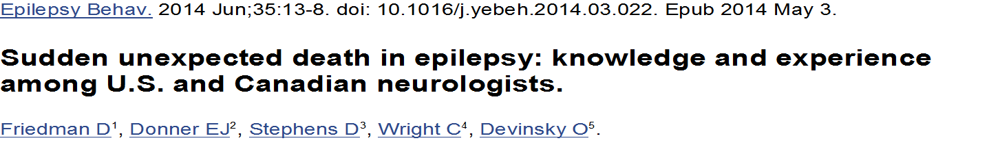 Epilepsy Behav. 2014 Jun;35:13-8. doi: 10.1016/j.yebeh.2014.03.022. Epub 2014 May 3.
Sudden unexpected death in epilepsy: knowledge and experience
among U.S. and Canadian neurologists.
Friedman D1, Donner EJ2, Stephens D3, Wright C4, Devinsky O5.